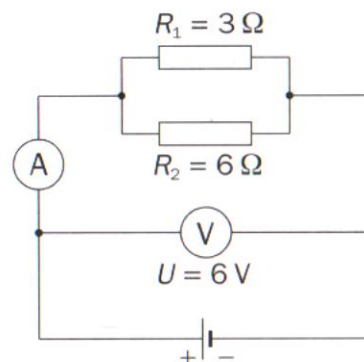 R₁ = 3 Ω
A
R₂ = 6 Ω
V
U = 6 V
+ −